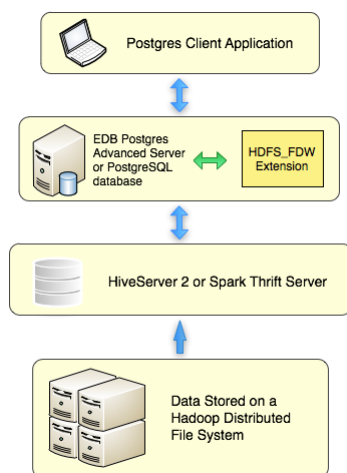 Postgres Client Application
EDB Postgres
Advanced Server
or PostgreSQL
database
HDFS_FDW
Extension
HiveServer 2 or Spark Thrift Server
Data Stored on a
Hadoop Distributed
File System